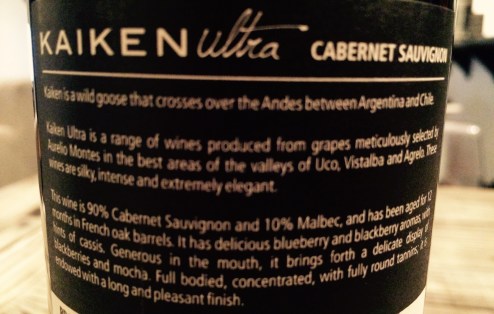 KAIKEN ultra CABERNET SAUVIGNON
Kaiken is a wild goose that crosses over the Andes between Argentina and Chile.
Kaiken Ultra is a range of wines produced from grapes meticulously selected by
Aurelio Montes in the best areas of the valleys of Uco, Vistalba and Agrelo. These
wines are silky, intense and extremely elegant.
This wine is 90% Cabernet Sauvignon and 10% Malbec, and has been aged for 12
months in French oak barrels. It has delicious blueberry and blackberry aromas, with
hints of cassis. Generous in the mouth, it brings forth a delicate display of
blackberries and mocha. Full bodied, concentrated, with fully round tannins, it is
endowed with a long and pleasant finish.